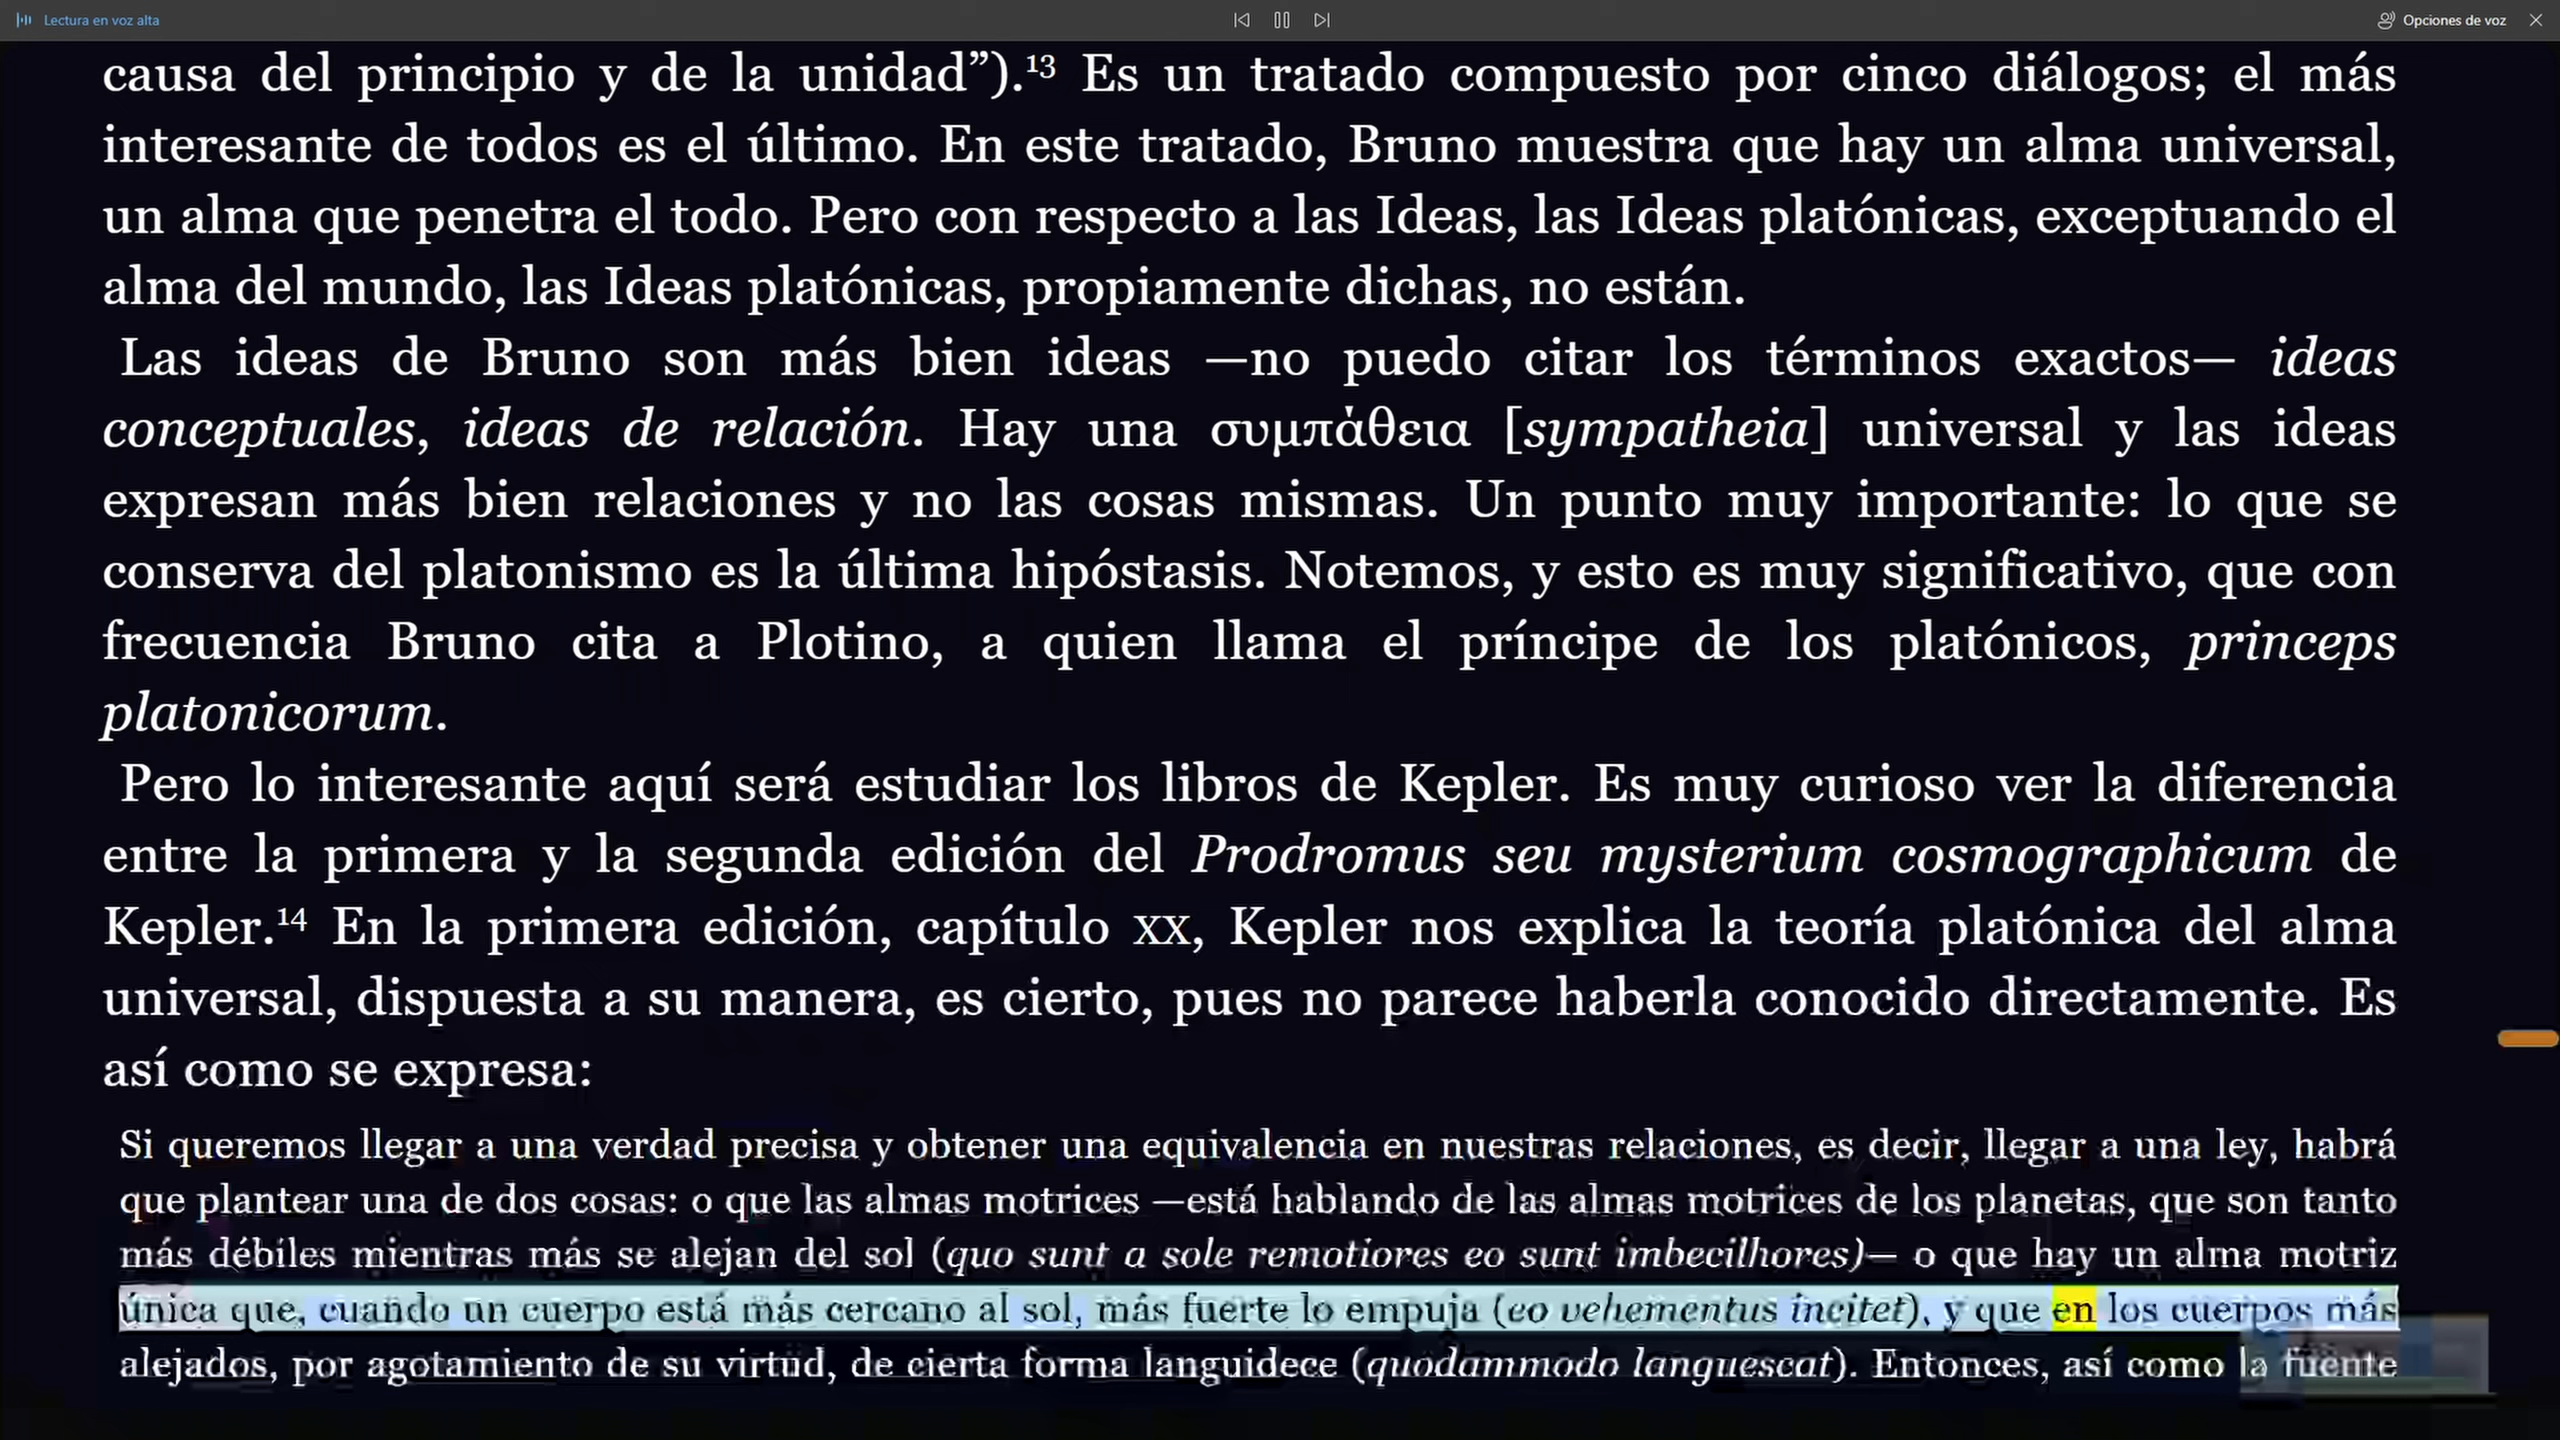 Lectura en voz alta
Opciones de voz
causa del principio y de la unidad”).¹³ Es un tratado compuesto por cinco diálogos; el más
interesante de todos es el último. En este tratado, Bruno muestra que hay un alma universal,
un alma que penetra el todo. Pero con respecto a las Ideas, las Ideas platónicas, exceptuando el
alma del mundo, las Ideas platónicas, propiamente dichas, no están.
Las ideas de Bruno son más bien ideas —no puedo citar los términos exactos— ideas
conceptuales, ideas de relación. Hay una συμπάθεια [sympatheia] universal y las ideas
expresan más bien relaciones y no las cosas mismas. Un punto muy importante: lo que se
conserva del platonismo es la última hipóstasis. Notemos, y esto es muy significativo, que con
frecuencia Bruno cita a Plotino, a quien llama el príncipe de los platónicos, princeps
platonicorum.
Pero lo interesante aquí será estudiar los libros de Kepler. Es muy curioso ver la diferencia
entre la primera y la segunda edición del Prodromus seu mysterium cosmographicum de
Kepler.¹⁴ En la primera edición, capítulo XX, Kepler nos explica la teoría platónica del alma
universal, dispuesta a su manera, es cierto, pues no parece haberla conocido directamente. Es
así como se expresa:
Si queremos llegar a una verdad precisa y obtener una equivalencia en nuestras relaciones, es decir, llegar a una ley, habrá
que plantear una de dos cosas: o que las almas motrices —está hablando de las almas motrices de los planetas, que son tanto
más débiles mientras más se alejan del sol (quo sunt a sole remotiores eo sunt imbecilhores)— o que hay un alma motriz
única que, cuando un cuerpo está más cercano al sol, más fuerte lo empuja (eo vehementus incitet), y que en los cuerpos más
alejados, por agotamiento de su virtud, de cierta forma languidece (quodammodo languescat). Entonces, así como la fuente